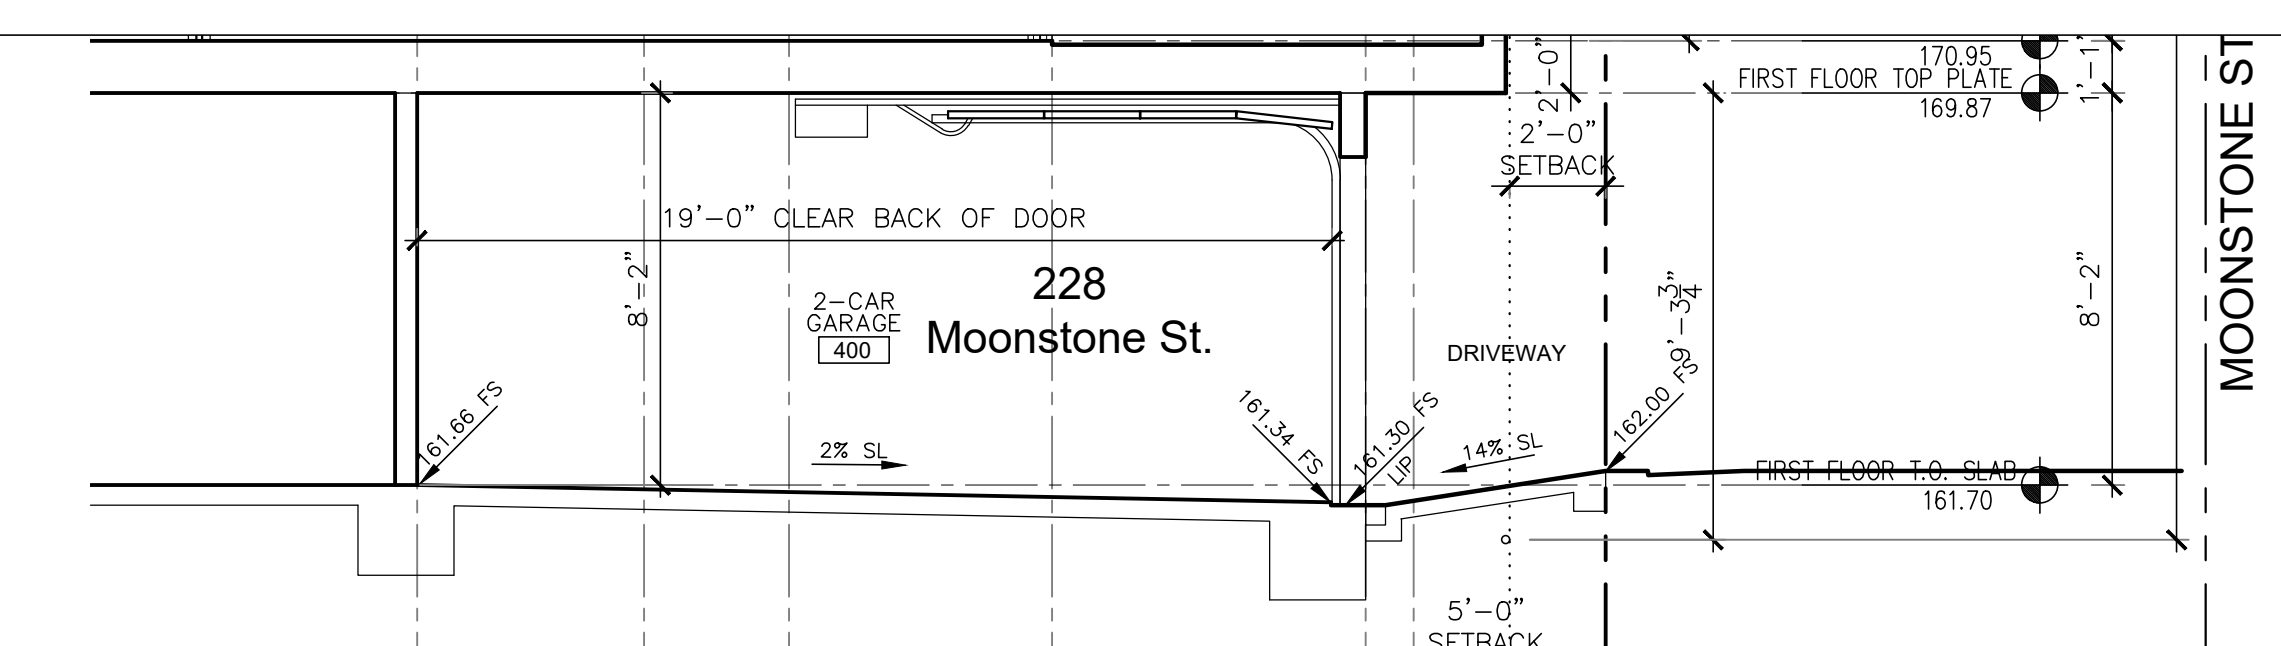 170.95
FIRST FLOOR TOP PLATE
169.87
1'-1"
2'-0"
2'-0"
SETBACK
MOONSTONE ST
19'-0" CLEAR BACK OF DOOR
8'-2"
228
Moonstone St.
2-CAR
GARAGE
400
DRIVEWAY
9'-3 3/4"
8'-2"
161.66 FS
2% SL
161.34 FS
161.30 FS
LIP
14% SL
162.00 FS
FIRST FLOOR T.O. SLAB
161.70
5'-0"
SETBACK